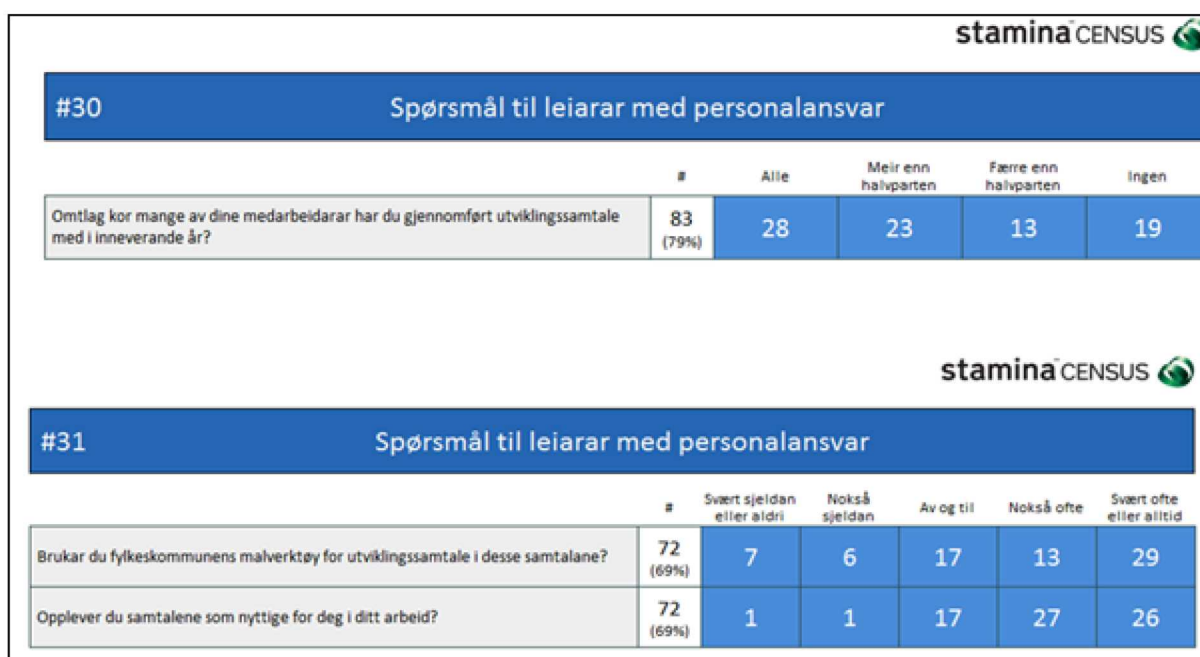 stamina CENSUS
#30 Spørsmål til leiarar med personalansvar
# Alle Meir enn halvparten Færre enn halvparten Ingen
Omtlag kor mange av dine medarbeidarar har du gjennomført utviklingssamtale
med i inneverande år?
83 (79%) 28 23 13 19
stamina CENSUS
#31 Spørsmål til leiarar med personalansvar
# Svært sjeldan eller aldri Nokså sjeldan Av og til Nokså ofte Svært ofte eller alltid
Brukar du fylkeskommunens malverktøy for utviklingssamtale i desse samtalane? 72 (69%) 7 6 17 13 29
Opplever du samtalene som nyttige for deg i ditt arbeid? 72 (69%) 1 1 17 27 26